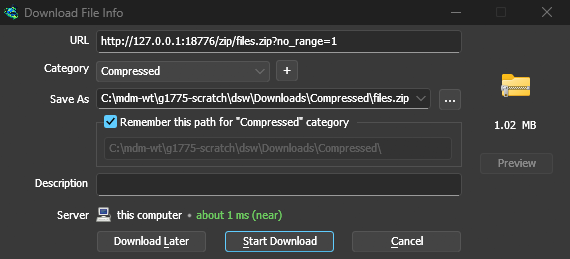 Download File Info
URL http://127.0.0.1:18776/zip/files.zip?no_range=1
Category Compressed +
Save As C:\mdm-wt\g1775-scratch\dsw\Downloads\Compressed\files.zip ...
Remember this path for "Compressed" category
1.02 MB
C:\mdm-wt\g1775-scratch\dsw\Downloads\Compressed\
Preview
Description
Server this computer • about 1 ms (near)
Download Later Start Download Cancel